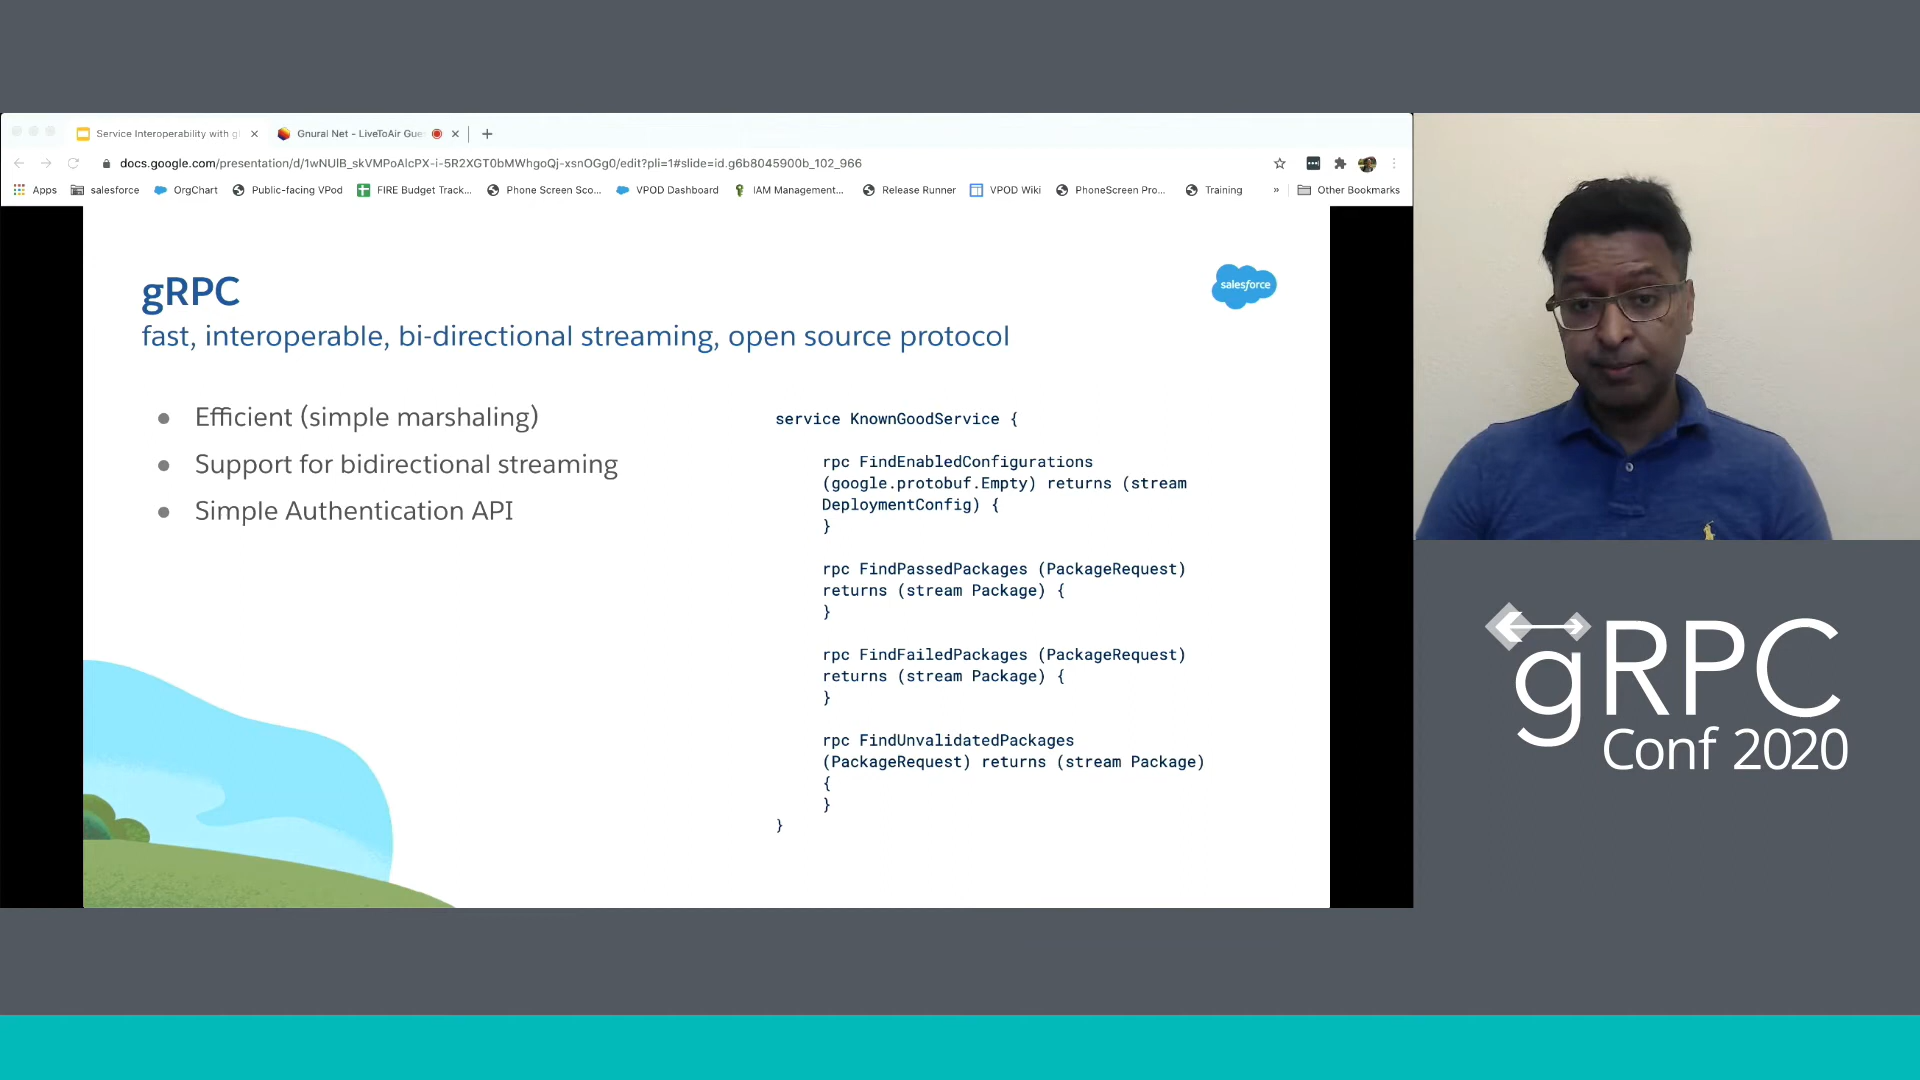 Service Interoperability with g
Gnural Net - LiveToAir Gue
docs.google.com/presentation/d/1wNUlB_skVMPoAlcPX-i-5R2XGT0bMWhgoQj-xsnOGg0/edit?pli=1#slide=id.g6b8045900b_102_966
Apps salesforce OrgChart Public-facing VPod FIRE Budget Track... Phone Screen Sco... VPOD Dashboard IAM Management... Release Runner VPOD Wiki PhoneScreen Pro... Training » Other Bookmarks
gRPC
salesforce
fast, interoperable, bi-directional streaming, open source protocol
● Efficient (simple marshaling)
● Support for bidirectional streaming
● Simple Authentication API
service KnownGoodService {
rpc FindEnabledConfigurations
(google.protobuf.Empty) returns (stream
DeploymentConfig) {
}
rpc FindPassedPackages (PackageRequest)
returns (stream Package) {
}
rpc FindFailedPackages (PackageRequest)
returns (stream Package) {
}
rpc FindUnvalidatedPackages
(PackageRequest) returns (stream Package)
{
}
}
gRPC
Conf 2020